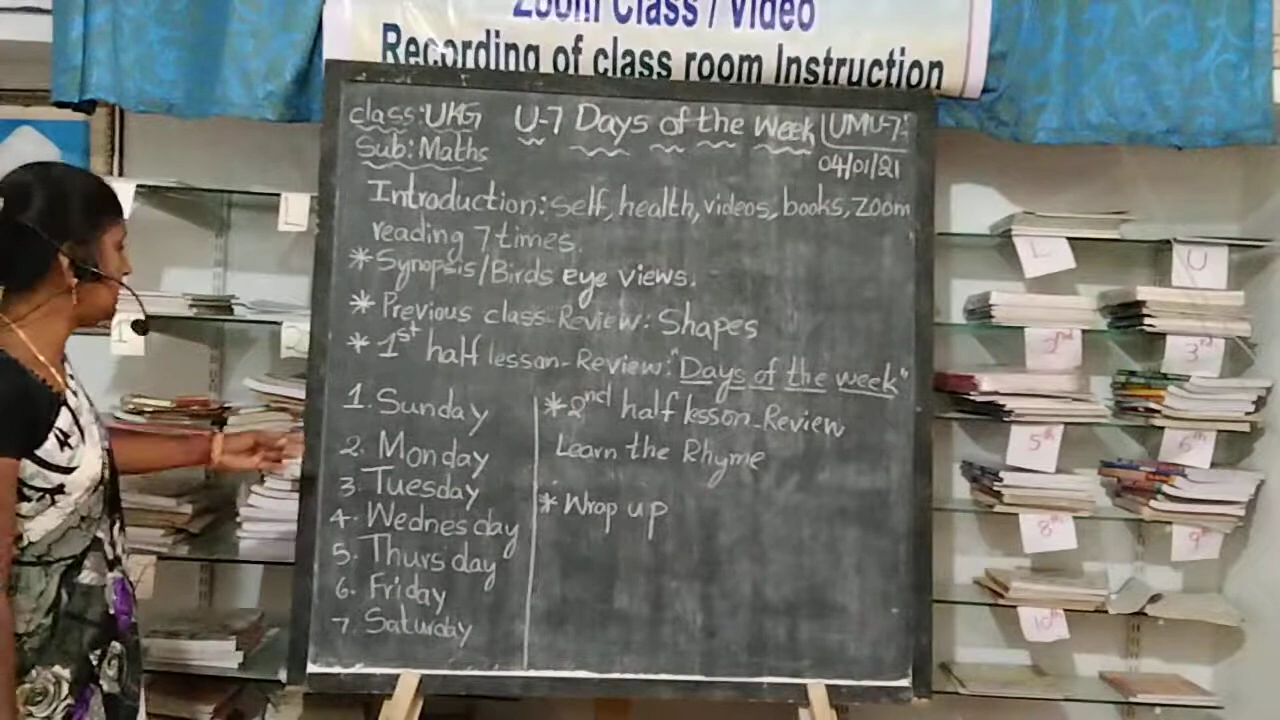 Zoom Class / Video
Recording of class room Instruction
class: UKG U-7 Days of the Week UMU-7:
Sub: Maths 04/01/21
Introduction: self, health, videos, books, zoom
reading 7 times.
* Synopsis/Birds eye views.
* Previous class-Review: Shapes
* 1st half lesson-Review: "Days of the week"
1. Sunday
2. Monday
3. Tuesday
4. Wednesday
5. Thursday
6. Friday
7. Saturday
* 2nd half lesson-Review
Learn the Rhyme
* Wrap up
L
L U
2nd 3rd
5th 6th
8th 9th
10th